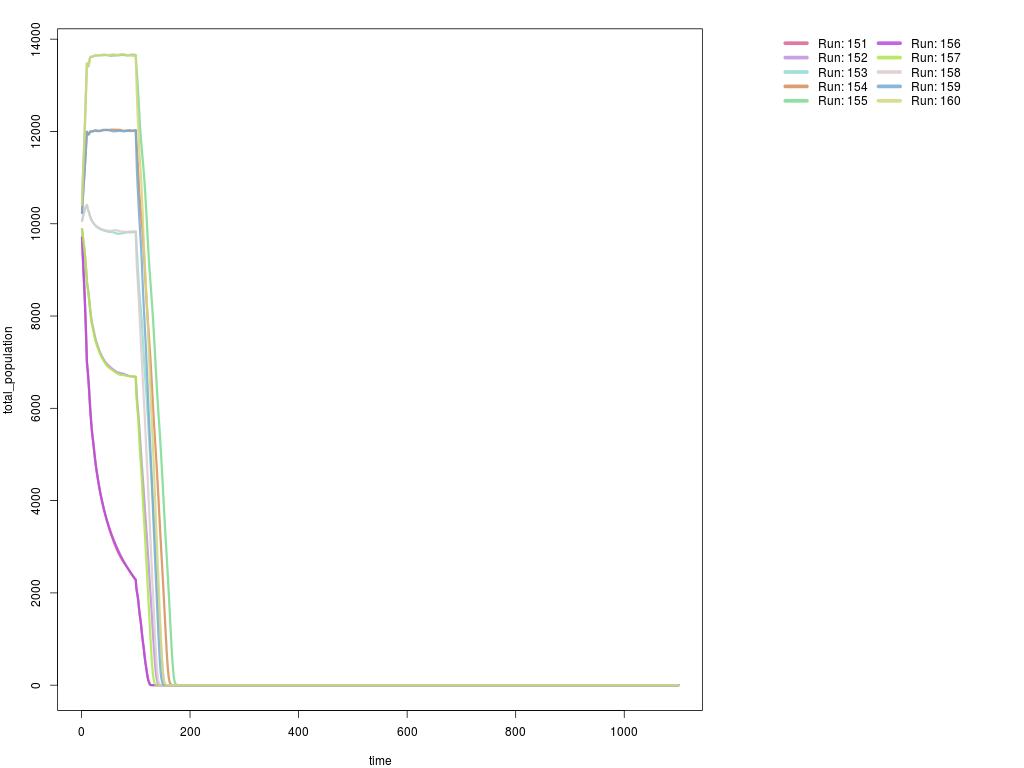 14000
12000
10000
8000
6000
4000
2000
0
total_population
0 200 400 600 800 1000
time
Run: 151 Run: 156
Run: 152 Run: 157
Run: 153 Run: 158
Run: 154 Run: 159
Run: 155 Run: 160